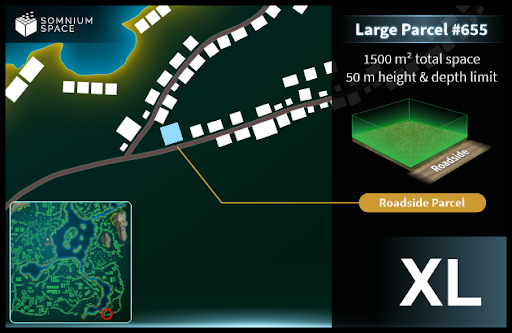 SOMNIUM
SPACE
Large Parcel #655
1500 m² total space
50 m height & depth limit
Roadside
Roadside Parcel
XL